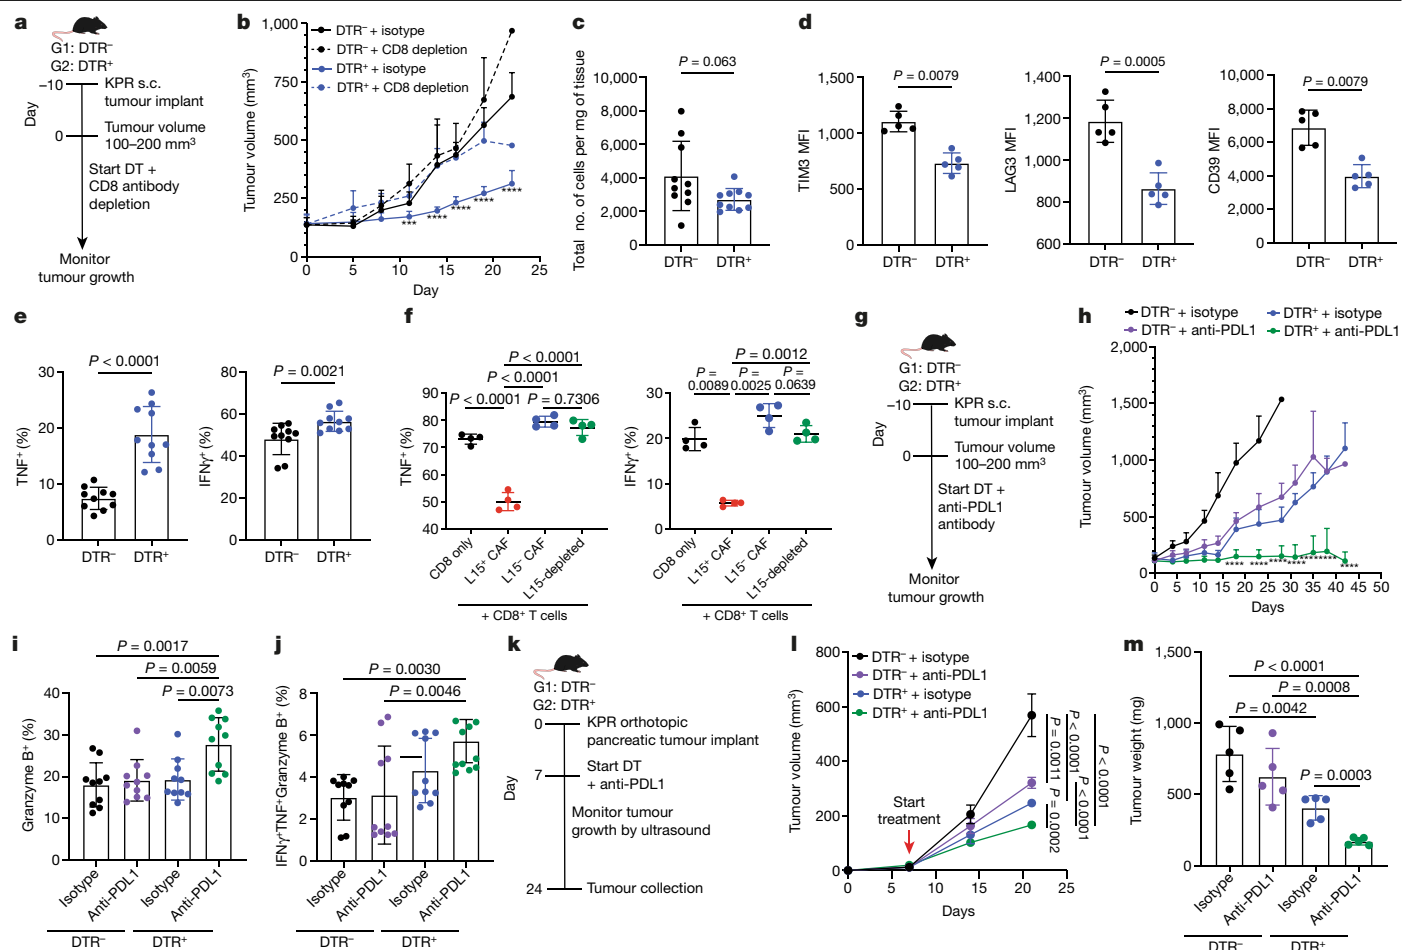 a
G1: DTR⁻
G2: DTR⁺
Day
−10
KPR s.c.
tumour implant
0
Tumour volume
100–200 mm³
Start DT +
CD8 antibody
depletion
Monitor
tumour growth
b
DTR⁻ + isotype
DTR⁻ + CD8 depletion
DTR⁺ + isotype
DTR⁺ + CD8 depletion
Tumour volume (mm³)
1,000
750
500
250
0
*** **** **** **** ****
0 5 10 15 20 25
Day
c
P = 0.063
Total no. of cells per mg of tissue
10,000
8,000
6,000
4,000
2,000
0
DTR⁻ DTR⁺
d
P = 0.0079
TIM3 MFI
1,500
1,000
500
0
DTR⁻ DTR⁺
P = 0.0005
LAG3 MFI
1,400
1,200
1,000
800
600
DTR⁻ DTR⁺
P = 0.0079
CD39 MFI
10,000
8,000
6,000
4,000
2,000
0
DTR⁻ DTR⁺
e
P < 0.0001
TNF⁺ (%)
30
20
10
0
DTR⁻ DTR⁺
P = 0.0021
IFNγ⁺ (%)
80
60
40
20
0
DTR⁻ DTR⁺
f
P < 0.0001
P < 0.0001
P < 0.0001 P = 0.7306
TNF⁺ (%)
90
80
70
60
50
40
CD8 only
L15⁺ CAF
L15⁻ CAF
L15-depleted
+ CD8⁺ T cells
P = 0.0012
P = 0.0089
P = 0.0025
P = 0.0639
IFNγ⁺ (%)
30
20
10
0
CD8 only
L15⁺ CAF
L15⁻ CAF
L15-depleted
+ CD8⁺ T cells
g
G1: DTR⁻
G2: DTR⁺
Day
−10
KPR s.c.
tumour implant
0
Tumour volume
100–200 mm³
Start DT +
anti-PDL1
antibody
Monitor
tumour growth
h
DTR⁻ + isotype
DTR⁻ + anti-PDL1
DTR⁺ + isotype
DTR⁺ + anti-PDL1
Tumour volume (mm³)
2,000
1,500
1,000
500
0
**** **** **** **** **** **** ****
0 5 10 15 20 25 30 35 40 45 50
Days
i
P = 0.0017
P = 0.0059
P = 0.0073
Granzyme B⁺ (%)
40
30
20
10
0
Isotype
Anti-PDL1
Isotype
Anti-PDL1
DTR⁻ DTR⁺
j
P = 0.0030
P = 0.0046
IFNγ⁺TNF⁺Granzyme B⁺ (%)
8
6
4
2
0
Isotype
Anti-PDL1
Isotype
Anti-PDL1
DTR⁻ DTR⁺
k
G1: DTR⁻
G2: DTR⁺
Day
0
KPR orthotopic
pancreatic tumour implant
7
Start DT
+ anti-PDL1
Monitor tumour
growth by ultrasound
24
Tumour collection
l
DTR⁻ + isotype
DTR⁻ + anti-PDL1
DTR⁺ + isotype
DTR⁺ + anti-PDL1
Tumour volume (mm³)
800
600
400
200
0
Start
treatment
P = 0.0011
P = 0.0002
P < 0.0001
P < 0.0001
P < 0.0001
0 5 10 15 20 25
Days
m
P < 0.0001
P = 0.0008
P = 0.0042
P = 0.0003
Tumour weight (mg)
1,500
1,000
500
0
Isotype
Anti-PDL1
Isotype
Anti-PDL1
DTR⁻ DTR⁺